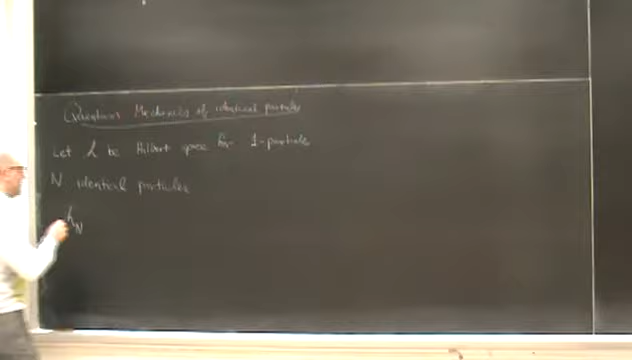 Quantum Mechanics of identical particles
Let h be Hilbert space for 1-particle
N identical particles
h_N